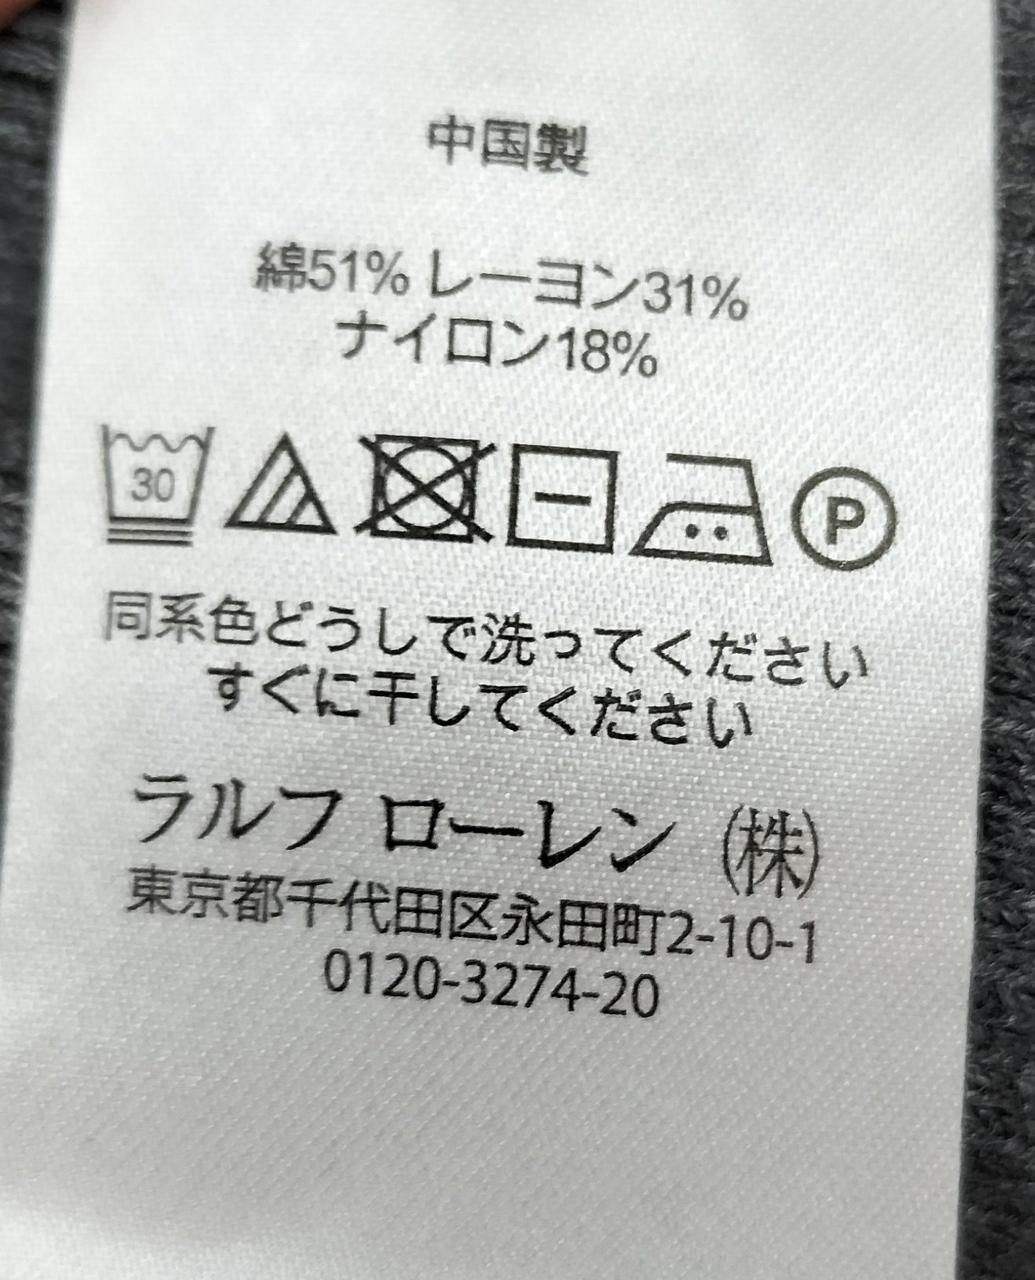 中国製
綿51% レーヨン31%
ナイロン18%
30
P
同系色どうしで洗ってください
すぐに干してください
ラルフ ローレン ㈱
東京都千代田区永田町2-10-1
0120-3274-20